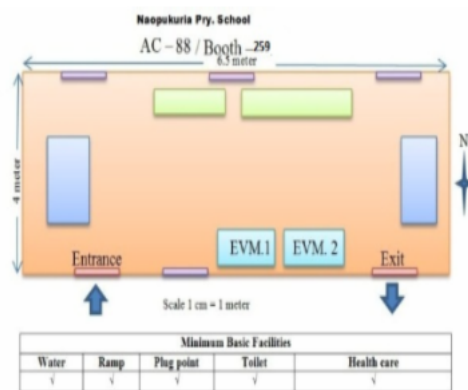 Naopukuria Pry. School
AC – 88 / Booth –259
6.5 meter
4 meter
N
EVM.1 EVM. 2
Entrance Exit
Scale 1 cm = 1 meter
Minimum Basic Facilities
Water Ramp Plug point Toilet Health care
√ √ √ √ √